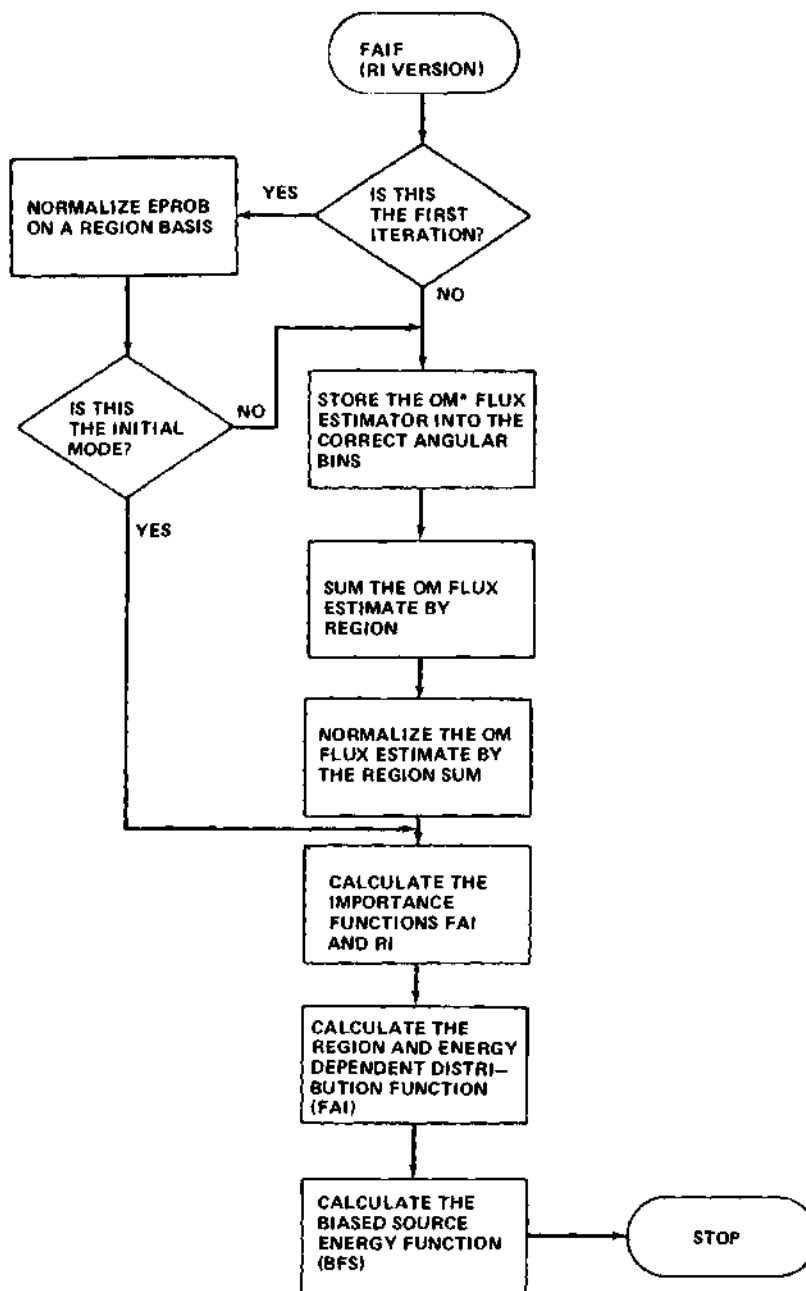 FAIF
(RI VERSION)
IS THIS
THE FIRST
ITERATION?
YES
NORMALIZE EPROB
ON A REGION BASIS
NO
IS THIS
THE INITIAL
MODE?
NO
YES
STORE THE OM* FLUX
ESTIMATOR INTO THE
CORRECT ANGULAR
BINS
SUM THE OM FLUX
ESTIMATE BY
REGION
NORMALIZE THE OM
FLUX ESTIMATE BY
THE REGION SUM
CALCULATE THE
IMPORTANCE
FUNCTIONS FAI
AND RI
CALCULATE THE
REGION AND ENERGY
DEPENDENT DISTRI–
BUTION FUNCTION
(FAI)
CALCULATE THE
BIASED SOURCE
ENERGY FUNCTION
(BFS)
STOP